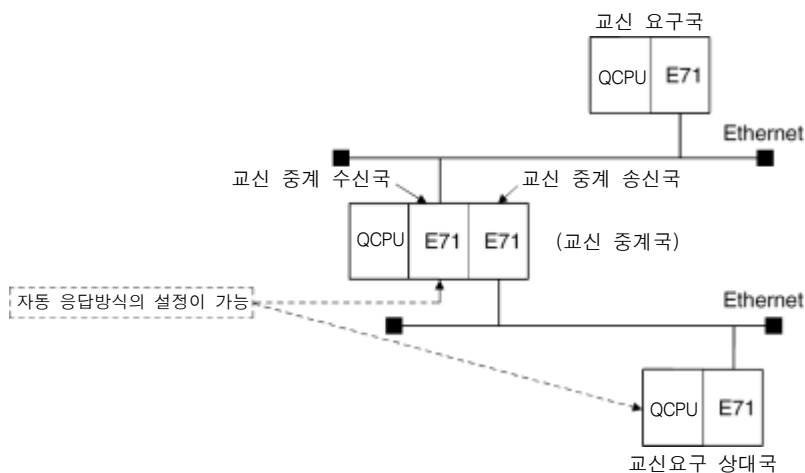 교신 요구국
QCPU E71
Ethernet
교신 중계 수신국 교신 중계 송신국
QCPU E71 E71 (교신 중계국)
자동 응답방식의 설정이 가능
Ethernet
QCPU E71
교신요구 상대국